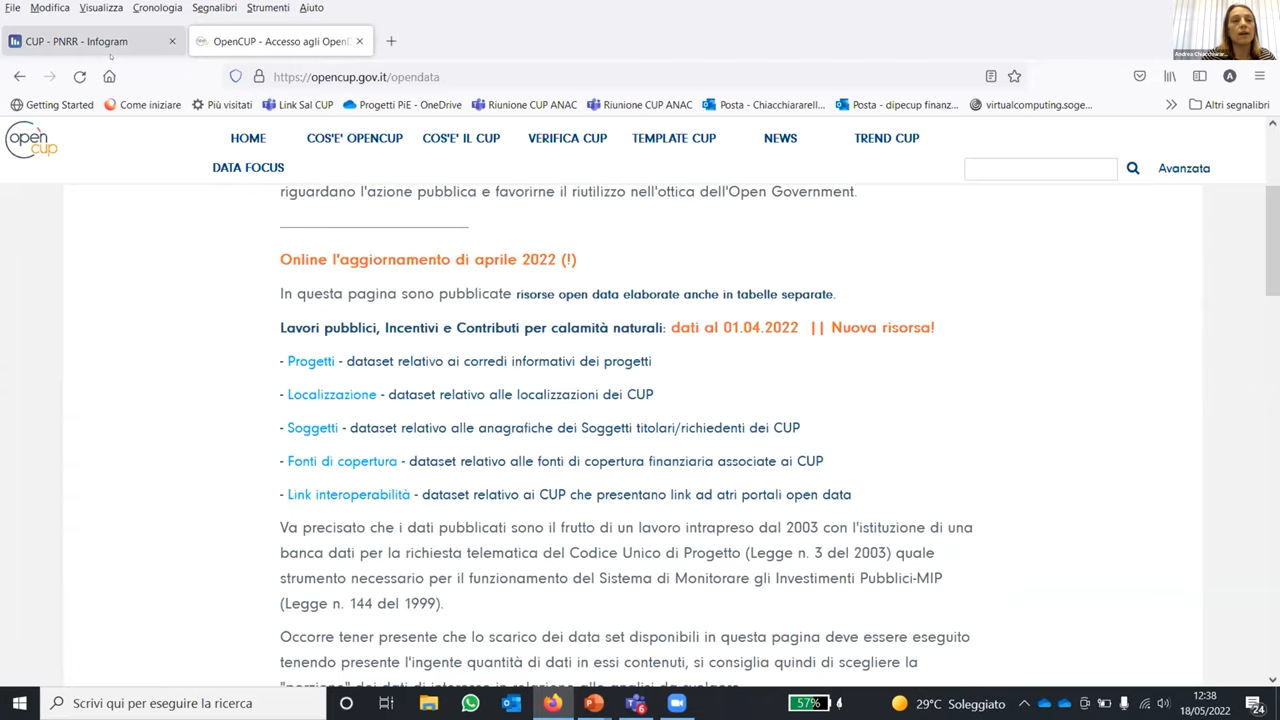 File Modifica Visualizza Cronologia Segnalibri Strumenti Aiuto
CUP - PNRR - Infogram
OpenCUP - Accesso agli OpenD
https://opencup.gov.it/opendata
Getting Started Come iniziare Più visitati Link Sal CUP Progetti PiE - OneDrive Riunione CUP ANAC Riunione CUP ANAC Posta - Chiacchiararell... Posta - dipecup finanz... virtualcomputing.soge... Altri segnalibri
open cup
HOME COS'E' OPENCUP COS'E' IL CUP VERIFICA CUP TEMPLATE CUP NEWS TREND CUP
DATA FOCUS Avanzata
riguardano l'azione pubblica e favorirne il riutilizzo nell'ottica dell'Open Government.
Online l'aggiornamento di aprile 2022 (!)
In questa pagina sono pubblicate risorse open data elaborate anche in tabelle separate.
Lavori pubblici, Incentivi e Contributi per calamità naturali: dati al 01.04.2022 || Nuova risorsa!
- Progetti - dataset relativo ai corredi informativi dei progetti
- Localizzazione - dataset relativo alle localizzazioni dei CUP
- Soggetti - dataset relativo alle anagrafiche dei Soggetti titolari/richiedenti dei CUP
- Fonti di copertura - dataset relativo alle fonti di copertura finanziaria associate ai CUP
- Link interoperabilità - dataset relativo ai CUP che presentano link ad atri portali open data
Va precisato che i dati pubblicati sono il frutto di un lavoro intrapreso dal 2003 con l'istituzione di una
banca dati per la richiesta telematica del Codice Unico di Progetto (Legge n. 3 del 2003) quale
strumento necessario per il funzionamento del Sistema di Monitorare gli Investimenti Pubblici-MIP
(Legge n. 144 del 1999).
Occorre tener presente che lo scarico dei data set disponibili in questa pagina deve essere eseguito
tenendo presente l'ingente quantità di dati in essi contenuti, si consiglia quindi di scegliere la
"porzione" dei dati di interesse in relazione alle analisi da svolgere
Scrivi qui per eseguire la ricerca
57%
29°C Soleggiato
12:38
18/05/2022
24